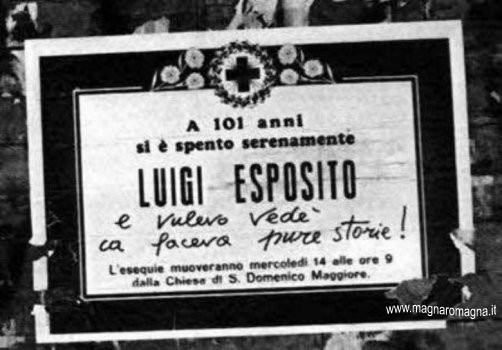 A 101 anni
si è spento serenamente
LUIGI ESPOSITO
e vulevo vedè
ca faceva pure storie!
L'esequie muoveranno mercoledi 14 alle ore 9
dalla Chiesa di S. Domenico Maggiore.
www.magnaromagna.it